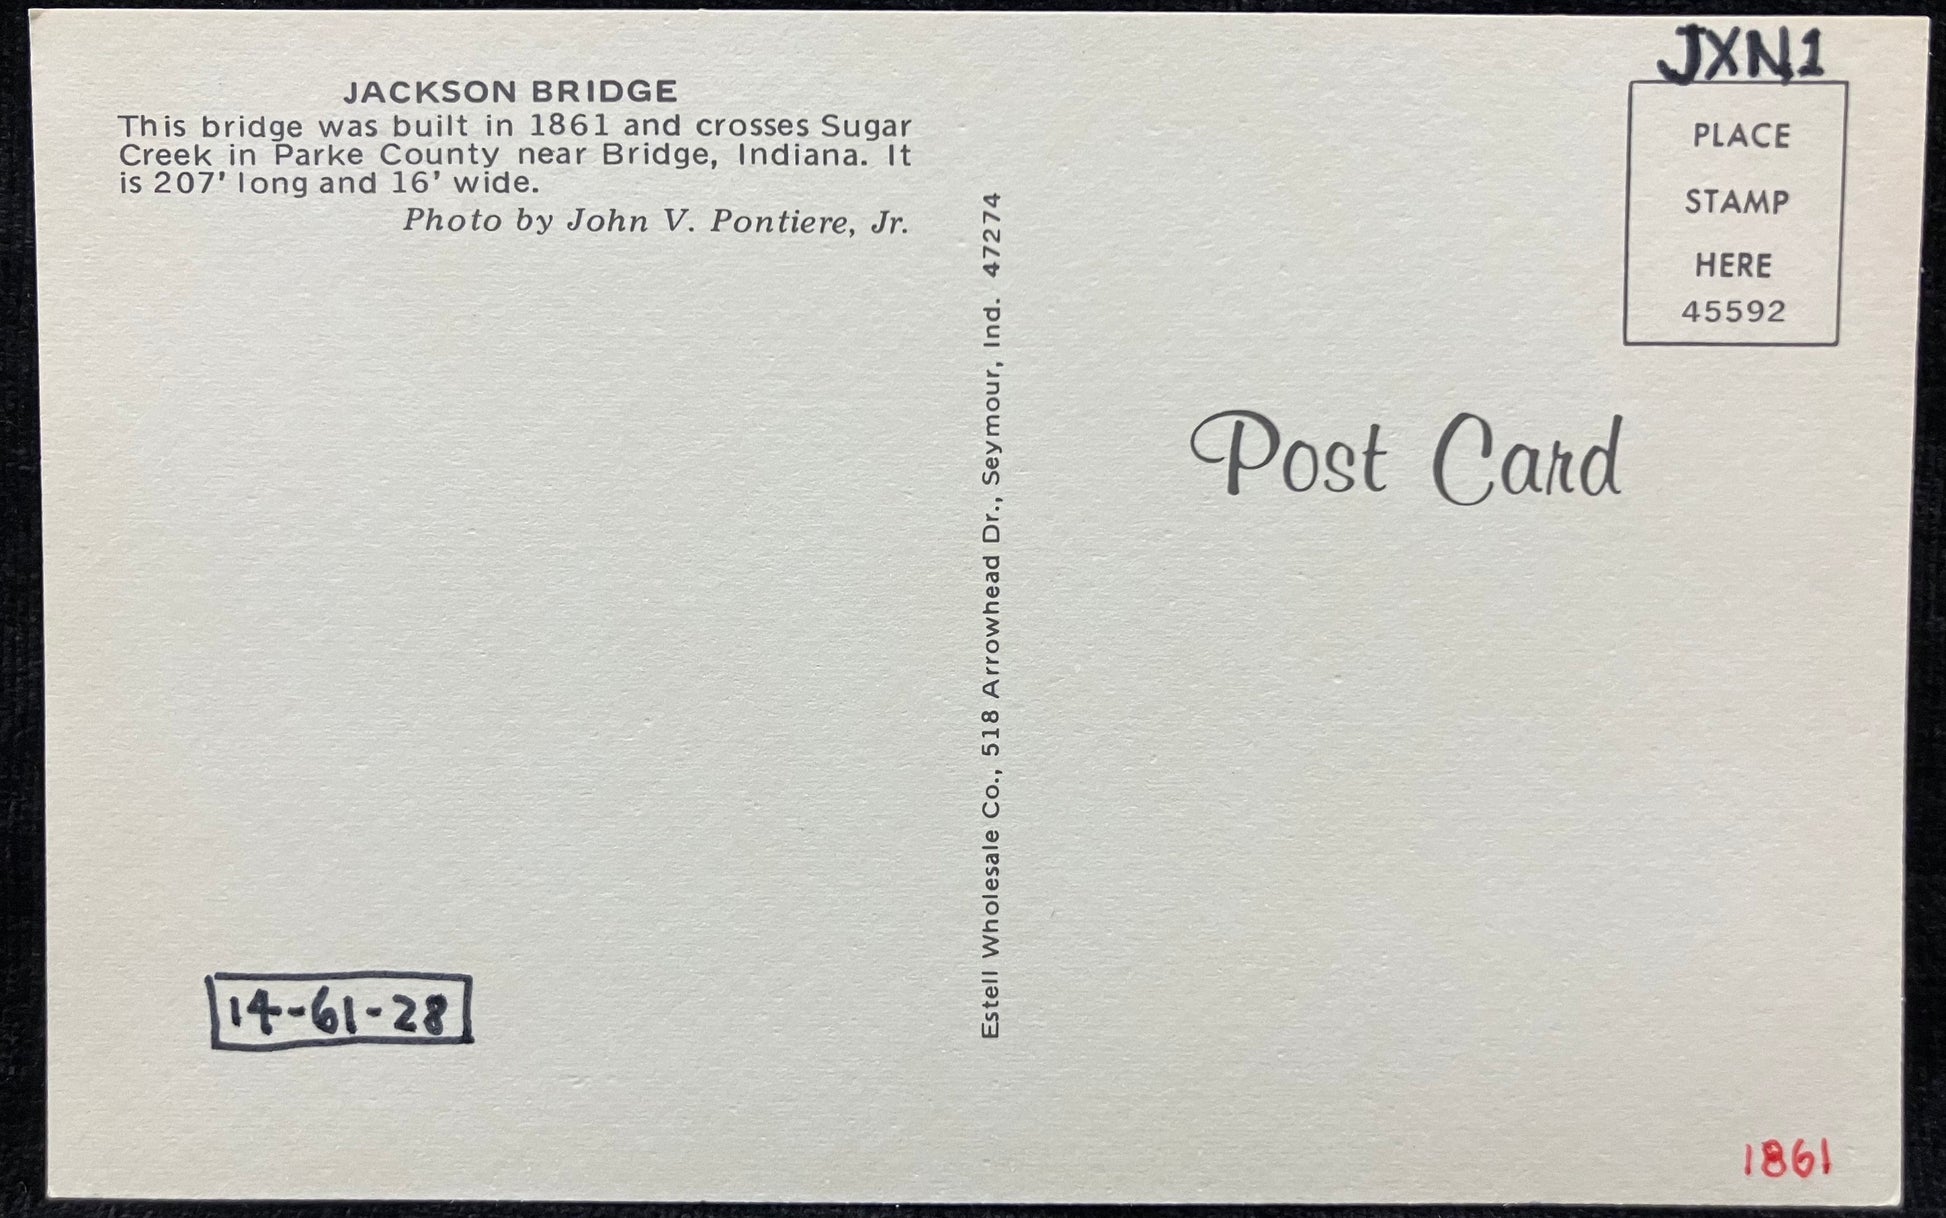 JACKSON BRIDGE
This bridge was built in 1861 and crosses Sugar
Creek in Parke County near Bridge, Indiana. It
is 207' long and 16' wide.
Photo by John V. Pontiere, Jr.
14-61-28
Estell Wholesale Co., 518 Arrowhead Dr., Seymour, Ind. 47274
JXN1
PLACE
STAMP
HERE
45592
Post Card
1861